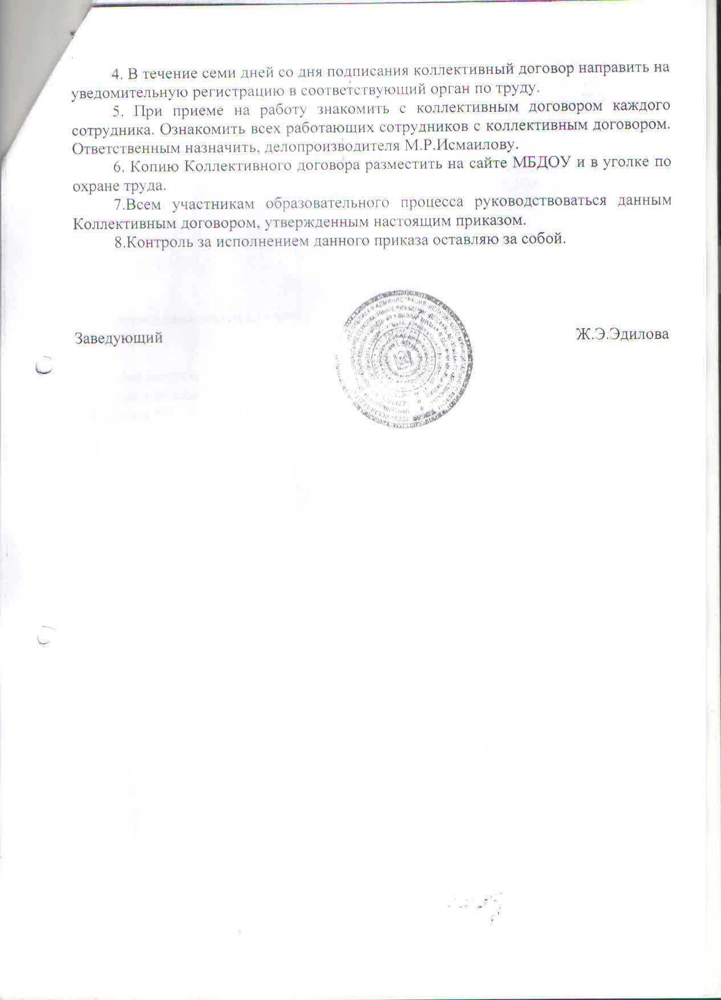 4. В течение семи дней со дня подписания коллективный договор направить на
уведомительную регистрацию в соответствующий орган по труду.
5. При приеме на работу знакомить с коллективным договором каждого
сотрудника. Ознакомить всех работающих сотрудников с коллективным договором.
Ответственным назначить, делопроизводителя М.Р.Исмаилову.
6. Копию Коллективного договора разместить на сайте МБДОУ и в уголке по
охране труда.
7.Всем участникам образовательного процесса руководствоваться данным
Коллективным договором, утвержденным настоящим приказом.
8.Контроль за исполнением данного приказа оставляю за собой.
Заведующий Ж.Э.Эдилова
АДМИНИСТРАЦИЯ ШЕЛКОВСКОГО МУНИЦИПАЛЬНОГО